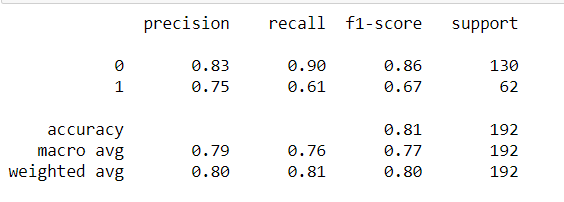 precision recall f1-score support
0 0.83 0.90 0.86 130
1 0.75 0.61 0.67 62
accuracy 0.81 192
macro avg 0.79 0.76 0.77 192
weighted avg 0.80 0.81 0.80 192